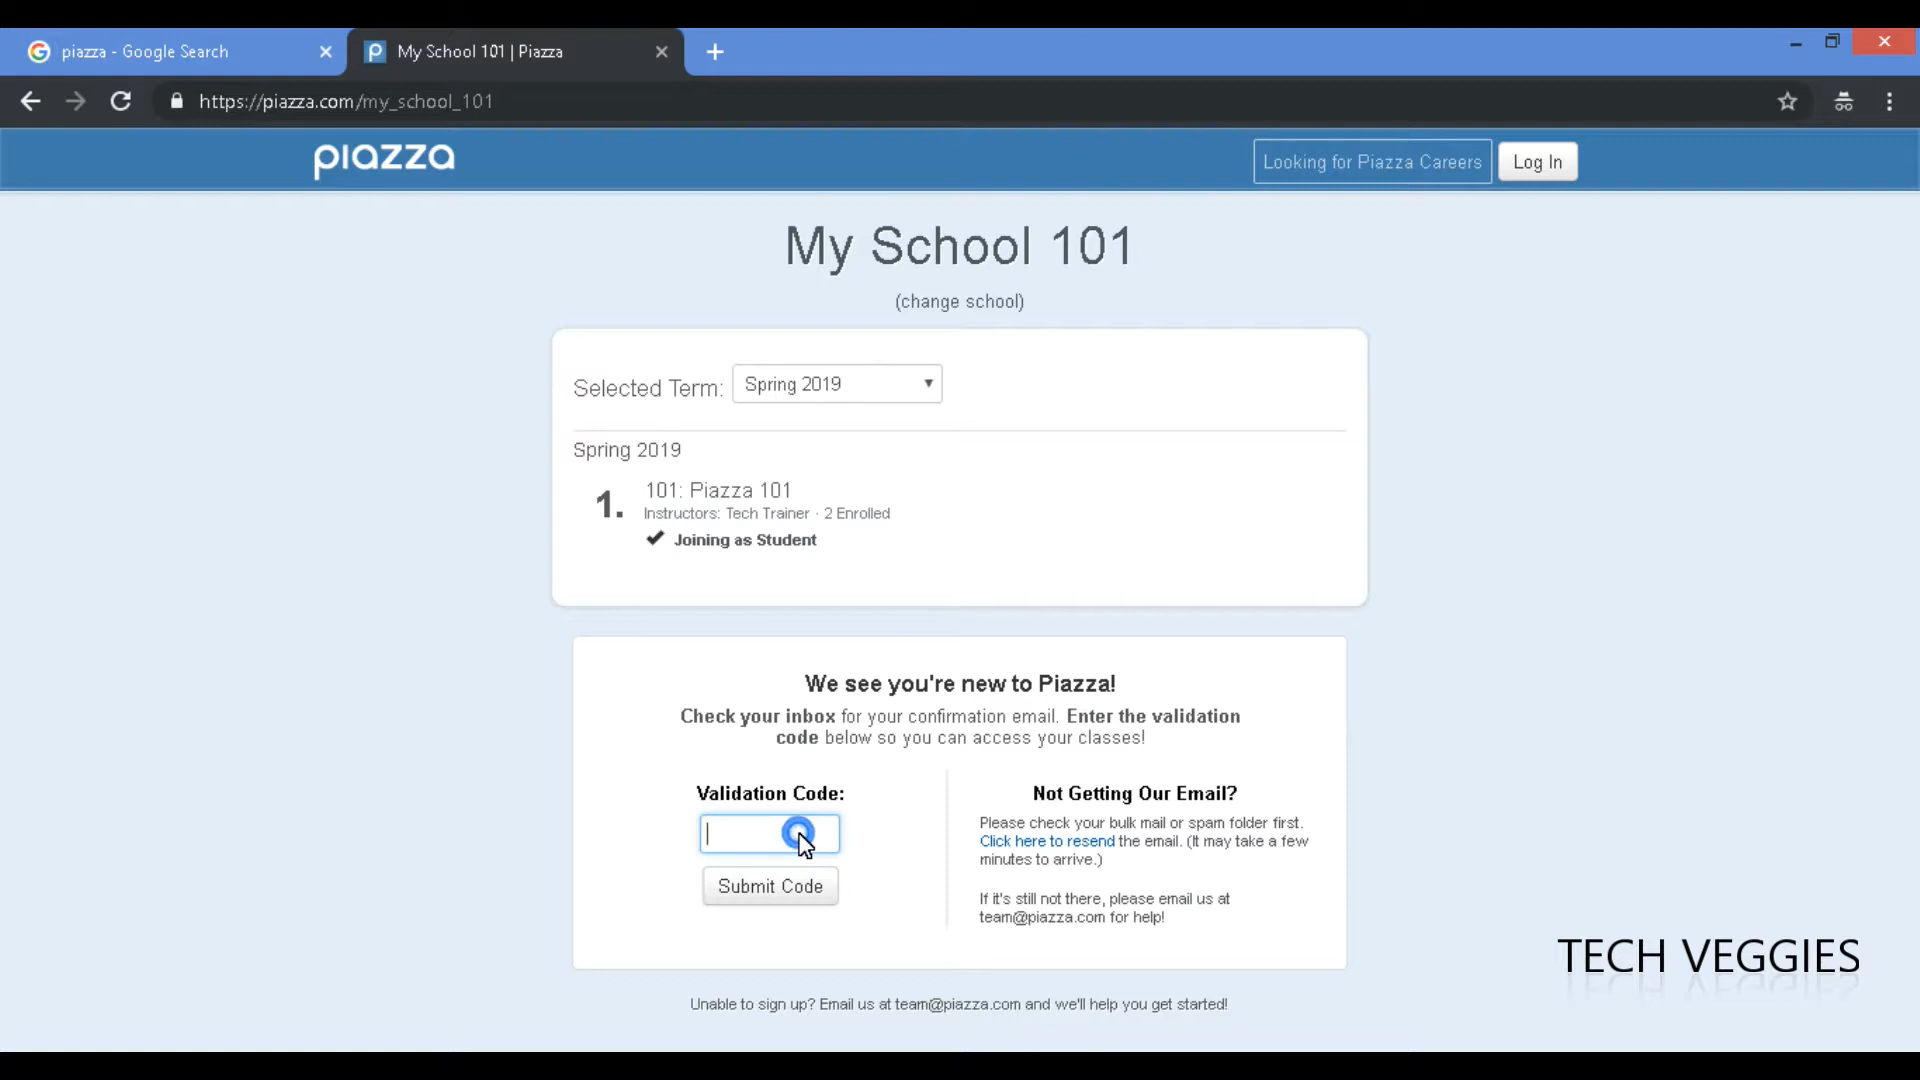 piazza - Google Search
My School 101 | Piazza
https://piazza.com/my_school_101
piazza
Looking for Piazza Careers
Log In
My School 101
(change school)
Selected Term:
Spring 2019
Spring 2019
1.
101: Piazza 101
Instructors: Tech Trainer · 2 Enrolled
Joining as Student
We see you're new to Piazza!
Check your inbox for your confirmation email. Enter the validation
code below so you can access your classes!
Validation Code:
Submit Code
Not Getting Our Email?
Please check your bulk mail or spam folder first.
Click here to resend the email. (It may take a few
minutes to arrive.)
If it's still not there, please email us at
team@piazza.com for help!
TECH VEGGIES
Unable to sign up? Email us at team@piazza.com and we'll help you get started!